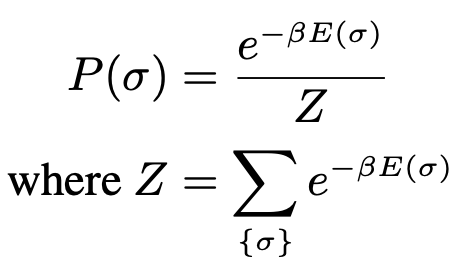 P(σ) = e^{−βE(σ)} / Z
where Z = ∑_{{σ}} e^{−βE(σ)}